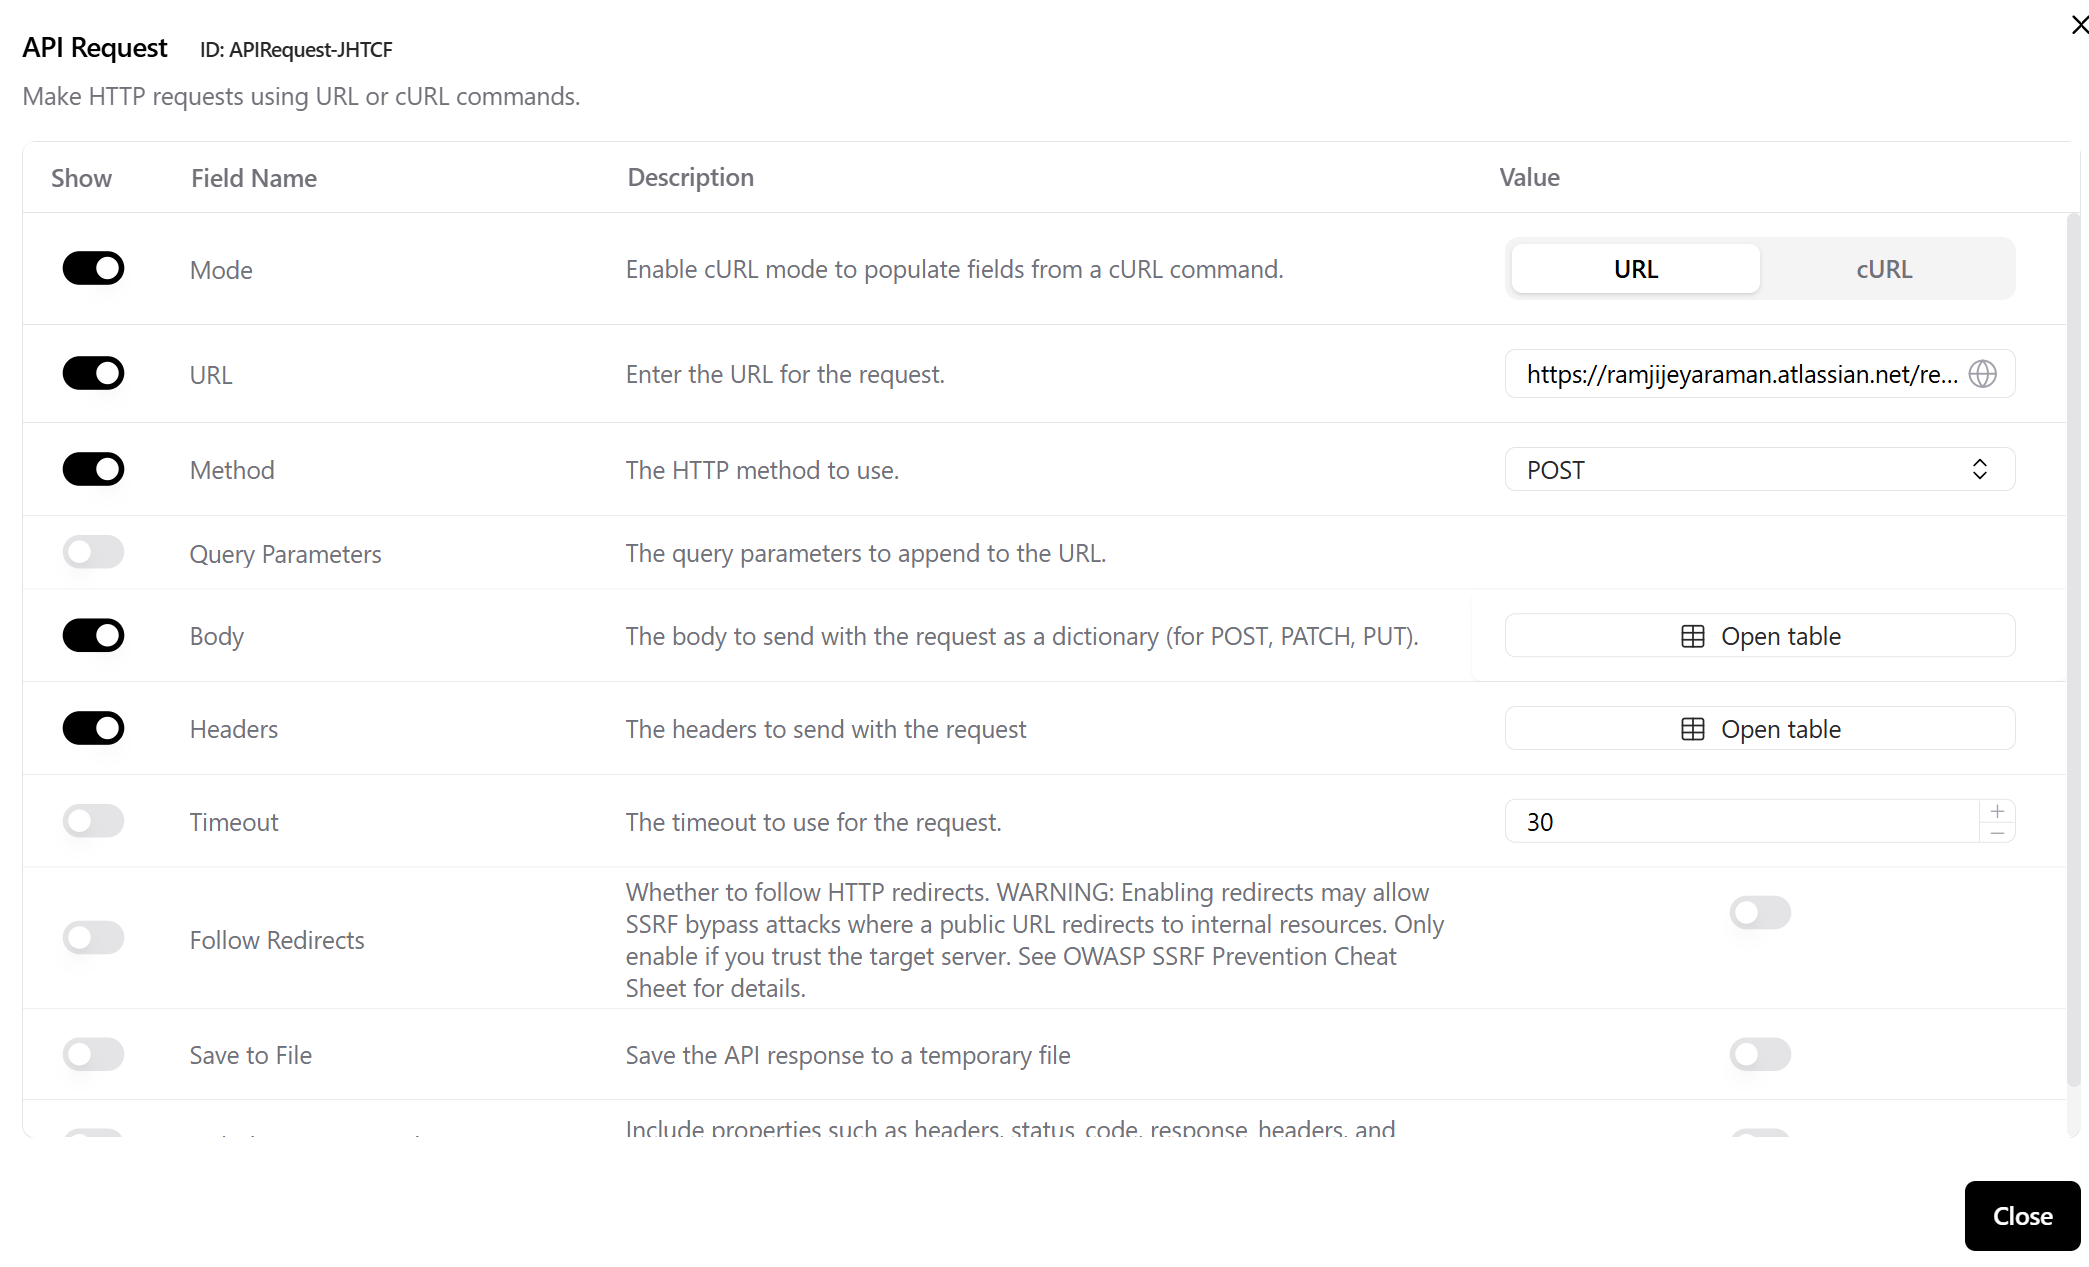 API Request ID: APIRequest-JHTCF
Make HTTP requests using URL or cURL commands.
Show Field Name Description Value
Mode Enable cURL mode to populate fields from a cURL command. URL cURL
URL Enter the URL for the request. https://ramjijeyaraman.atlassian.net/re...
Method The HTTP method to use. POST
Query Parameters The query parameters to append to the URL.
Body The body to send with the request as a dictionary (for POST, PATCH, PUT). Open table
Headers The headers to send with the request Open table
Timeout The timeout to use for the request. 30
Follow Redirects
Whether to follow HTTP redirects. WARNING: Enabling redirects may allow
SSRF bypass attacks where a public URL redirects to internal resources. Only
enable if you trust the target server. See OWASP SSRF Prevention Cheat
Sheet for details.
Save to File Save the API response to a temporary file
Include properties such as headers, status_code, response_headers, and
Close